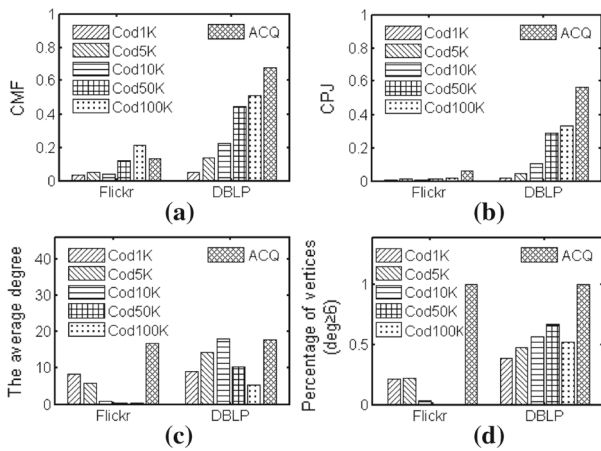 CMF
1
0.8
0.6
0.4
0.2
0
Cod1K
Cod5K
Cod10K
Cod50K
Cod100K
ACQ
Flickr
DBLP
(a)
CPJ
1
0.8
0.6
0.4
0.2
0
Cod1K
Cod5K
Cod10K
Cod50K
Cod100K
ACQ
Flickr
DBLP
(b)
The average degree
40
30
20
10
0
Cod1K
Cod5K
Cod10K
Cod50K
Cod100K
ACQ
Flickr
DBLP
(c)
Percentage of vertices
(deg≥6)
1
0.5
0
Cod1K
Cod5K
Cod10K
Cod50K
Cod100K
ACQ
Flickr
DBLP
(d)